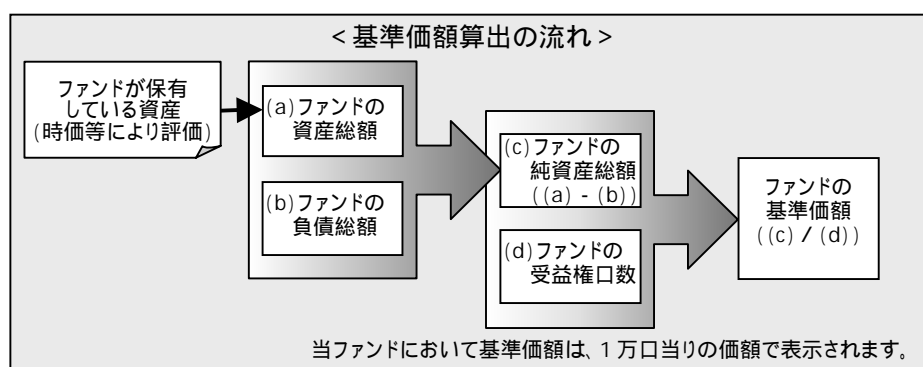 <基準価額算出の流れ>
ファンドが保有
している資産
(時価等により評価)
(a)ファンドの
資産総額
(b)ファンドの
負債総額
(c)ファンドの
純資産総額
((a) - (b))
(d)ファンドの
受益権口数
ファンドの
基準価額
((c) / (d))
当ファンドにおいて基準価額は、1万口当りの価額で表示されます。